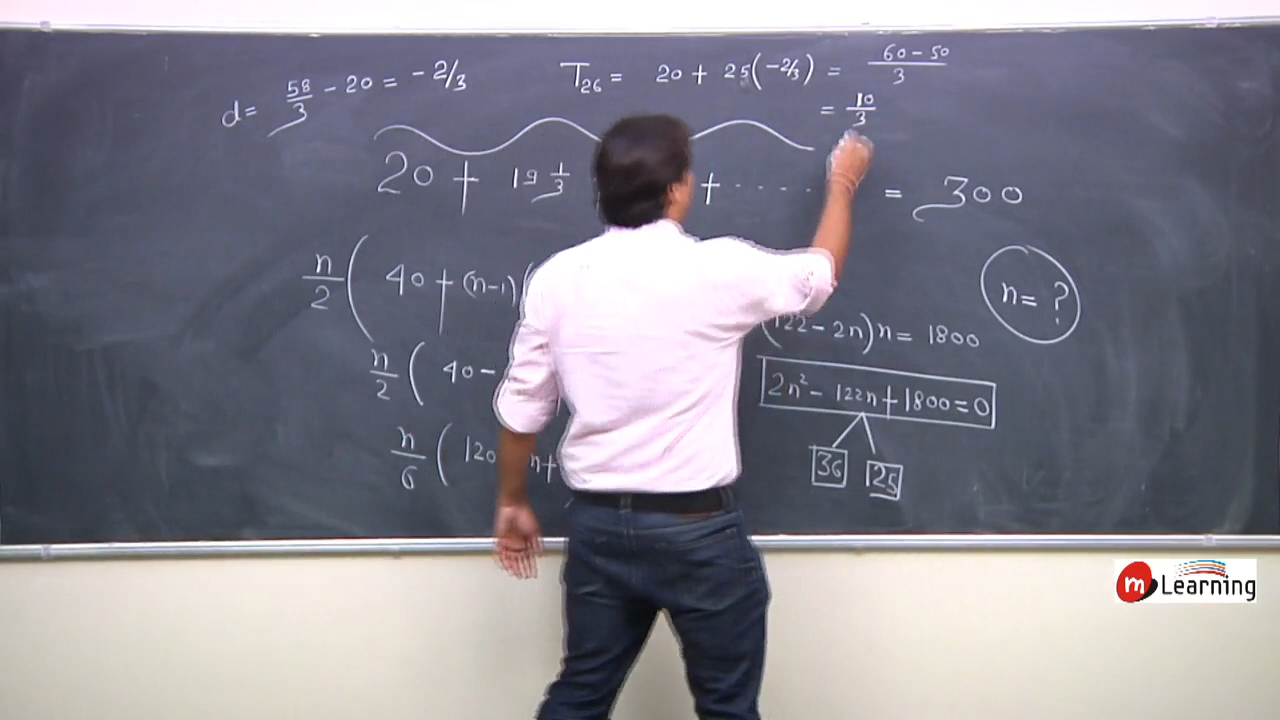 d = 58/3 - 20 = -2/3
T26 = 20 + 25(-2/3) = 60 - 50/3
= 10/3
20 + 19 1/3 + ..... = 300
n/2 ( 40 + (n-1)
n = ?
(122 - 2n) n = 1800
n/2 ( 40 -
2n² - 122n + 1800 = 0
n/6 ( 120 n+
36 25
m Learning